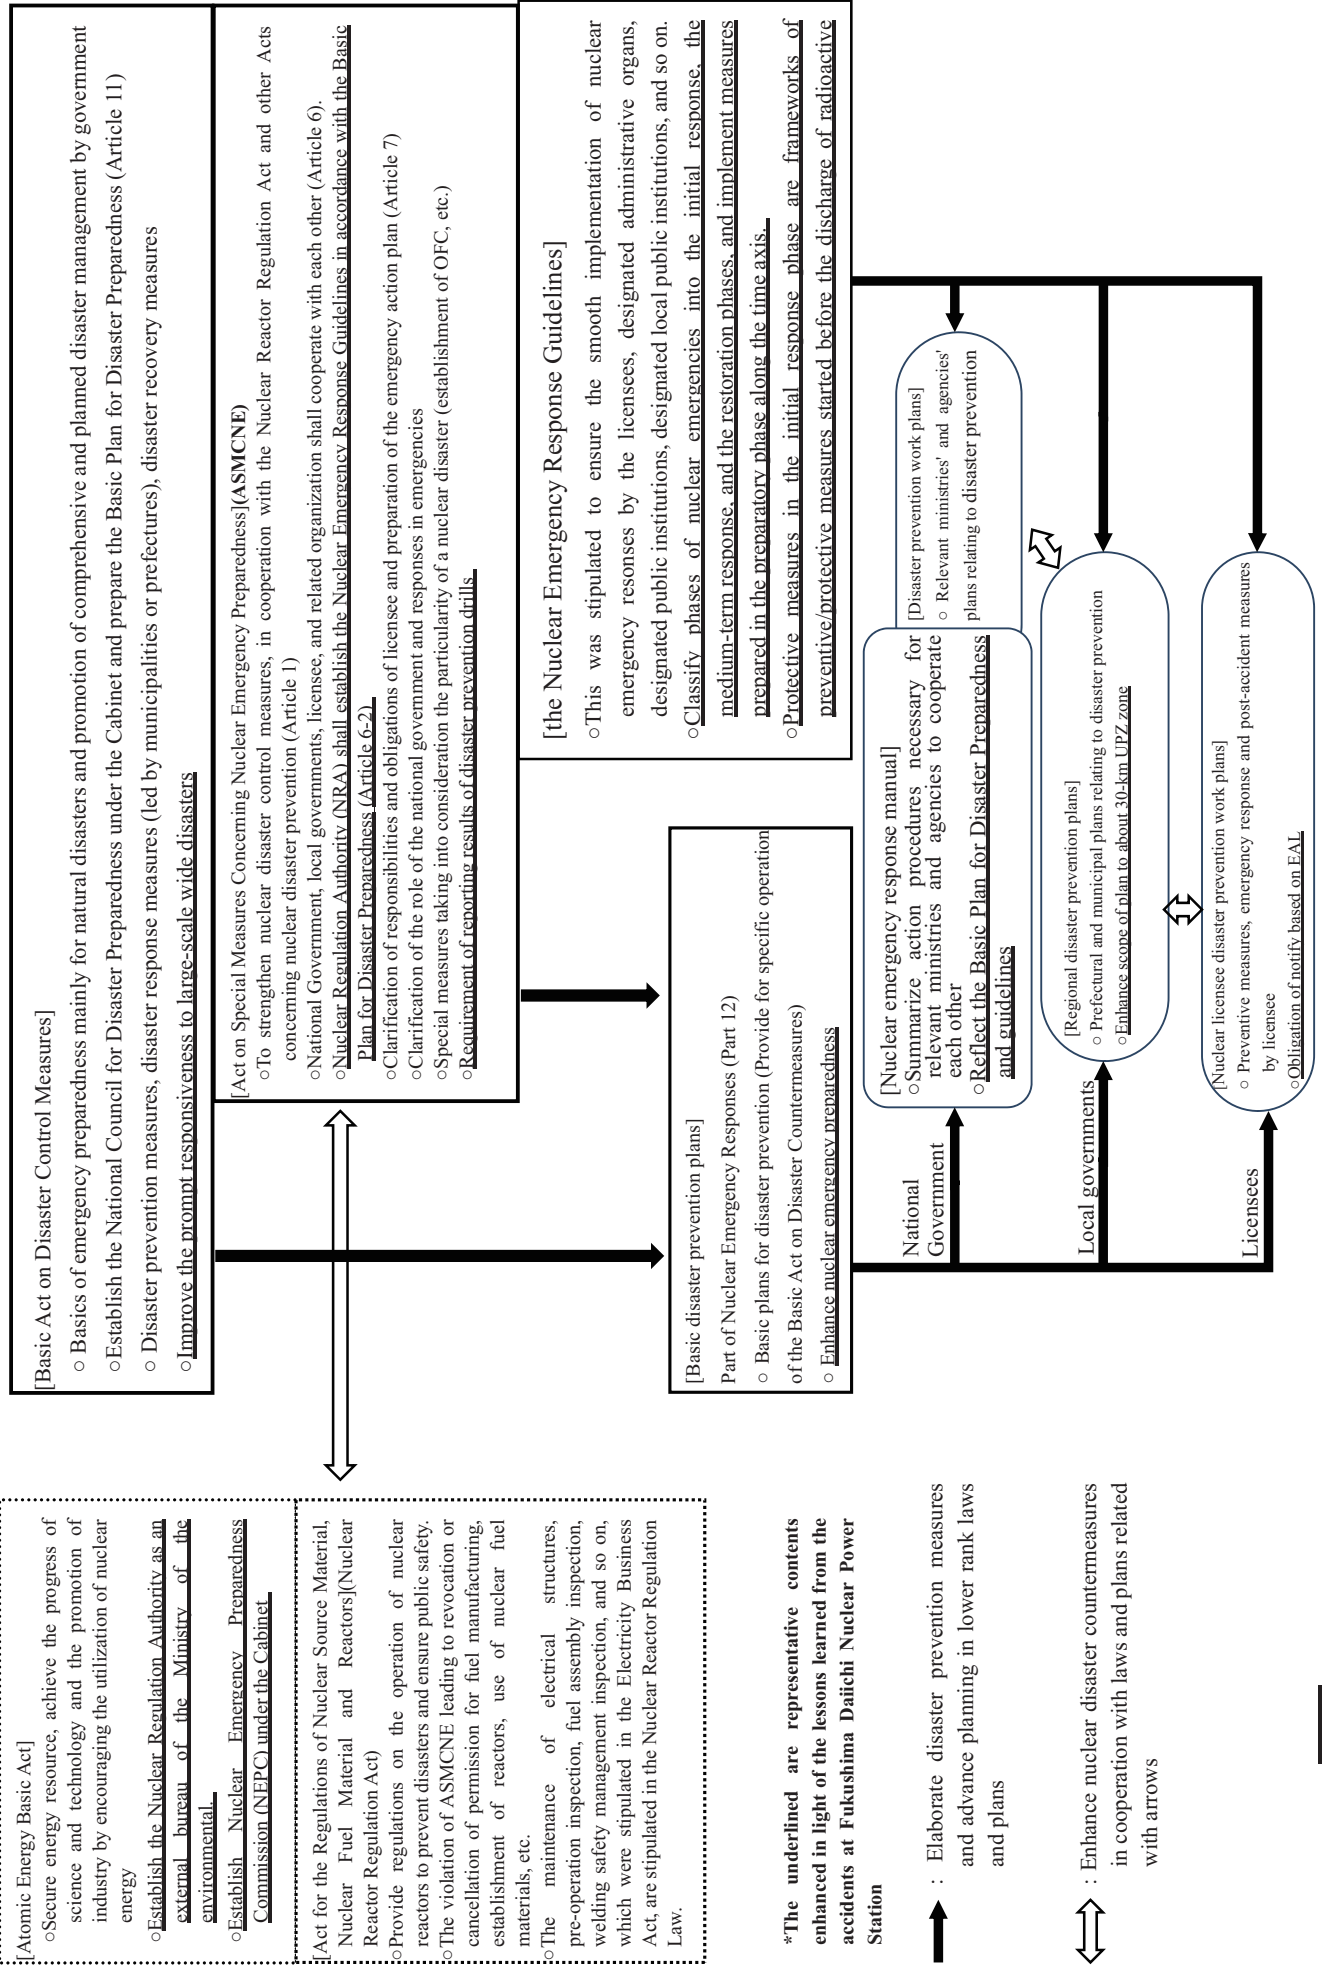 [Atomic Energy Basic Act]
○Secure energy resource, achieve the progress of
science and technology and the promotion of
industry by encouraging the utilization of nuclear
energy
○Establish the Nuclear Regulation Authority as an
external bureau of the Ministry of the
environmental.
○Establish Nuclear Emergency Preparedness
Commission (NEPC) under the Cabinet
[Act for the Regulations of Nuclear Source Material,
Nuclear Fuel Material and Reactors](Nuclear
Reactor Regulation Act)
○Provide regulations on the operation of nuclear
reactors to prevent disasters and ensure public safety.
○The violation of ASMCNE leading to revocation or
cancellation of permission for fuel manufacturing,
establishment of reactors, use of nuclear fuel
materials, etc.
○The maintenance of electrical structures,
pre-operation inspection, fuel assembly inspection,
welding safety management inspection, and so on,
which were stipulated in the Electricity Business
Act, are stipulated in the Nuclear Reactor Regulation
Law.
*The underlined are representative contents
enhanced in light of the lessons learned from the
accidents at Fukushima Daiichi Nuclear Power
Station
: Elaborate disaster prevention measures
and advance planning in lower rank laws
and plans
: Enhance nuclear disaster countermeasures
in cooperation with laws and plans related
with arrows
[Basic Act on Disaster Control Measures]
○ Basics of emergency preparedness mainly for natural disasters and promotion of comprehensive and planned disaster management by government
○Establish the National Council for Disaster Preparedness under the Cabinet and prepare the Basic Plan for Disaster Preparedness (Article 11)
○ Disaster prevention measures, disaster response measures (led by municipalities or prefectures), disaster recovery measures
○Improve the prompt responsiveness to large-scale wide disasters
[Act on Special Measures Concerning Nuclear Emergency Preparedness](ASMCNE)
○To strengthen nuclear disaster control measures, in cooperation with the Nuclear Reactor Regulation Act and other Acts
concerning nuclear disaster prevention (Article 1)
○National Government, local governments, licensee, and related organization shall cooperate with each other (Article 6).
○Nuclear Regulation Authority (NRA) shall establish the Nuclear Emergency Response Guidelines in accordance with the Basic
Plan for Disaster Preparedness (Article 6-2)
○Clarification of responsibilities and obligations of licensee and preparation of the emergency action plan (Article 7)
○Clarification of the role of the national government and responses in emergencies
○Special measures taking into consideration the particularity of a nuclear disaster (establishment of OFC, etc.)
○Requirement of reporting results of disaster prevention drills
[the Nuclear Emergency Response Guidelines]
○This was stipulated to ensure the smooth implementation of nuclear
emergency resonses by the licensees, designated administrative organs,
designated public institutions, designated local public institutions, and so on.
○Classify phases of nuclear emergencies into the initial response, the
medium-term response, and the restoration phases, and implement measures
prepared in the preparatory phase along the time axis.
○Protective measures in the initial response phase are frameworks of
preventive/protective measures started before the discharge of radioactive
[Basic disaster prevention plans]
Part of Nuclear Emergency Responses (Part 12)
○ Basic plans for disaster prevention (Provide for specific operation
of the Basic Act on Disaster Countermeasures)
○ Enhance nuclear emergency preparedness
National
Government
[Nuclear emergency response manual]
○Summarize action procedures necessary for
relevant ministries and agencies to cooperate
each other
○Reflect the Basic Plan for Disaster Preparedness
and guidelines
[Disaster prevention work plans]
○ Relevant ministries' and agencies'
plans relating to disaster prevention
Local governments
[Regional disaster prevention plans]
○ Prefectural and municipal plans relating to disaster prevention
○Enhance scope of plan to about 30-km UPZ zone
Licensees
[Nuclear licensee disaster prevention work plans]
○ Preventive measures, emergency response and post-accident measures
by licensee
○Obligation of notify based on EAL